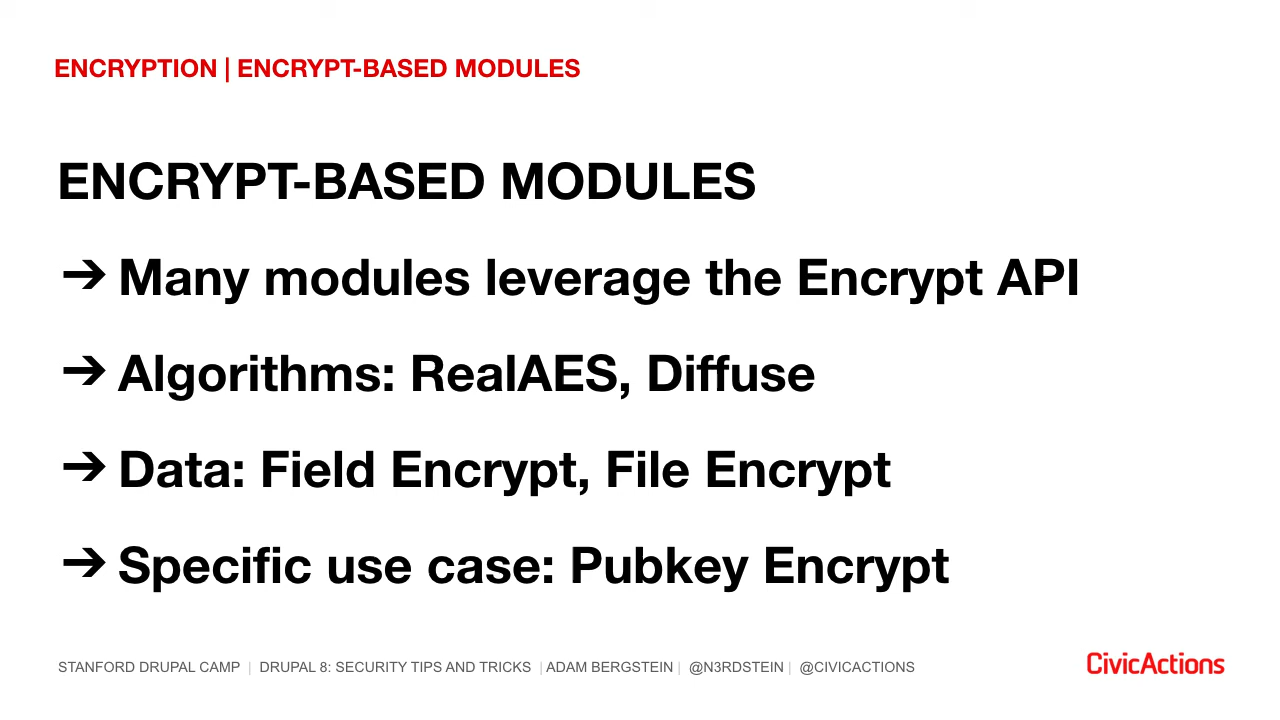 ENCRYPTION | ENCRYPT-BASED MODULES
ENCRYPT-BASED MODULES
➔ Many modules leverage the Encrypt API
➔ Algorithms: RealAES, Diffuse
➔ Data: Field Encrypt, File Encrypt
➔ Specific use case: Pubkey Encrypt
STANFORD DRUPAL CAMP | DRUPAL 8: SECURITY TIPS AND TRICKS | ADAM BERGSTEIN | @N3RDSTEIN | @CIVICACTIONS
CivicActions